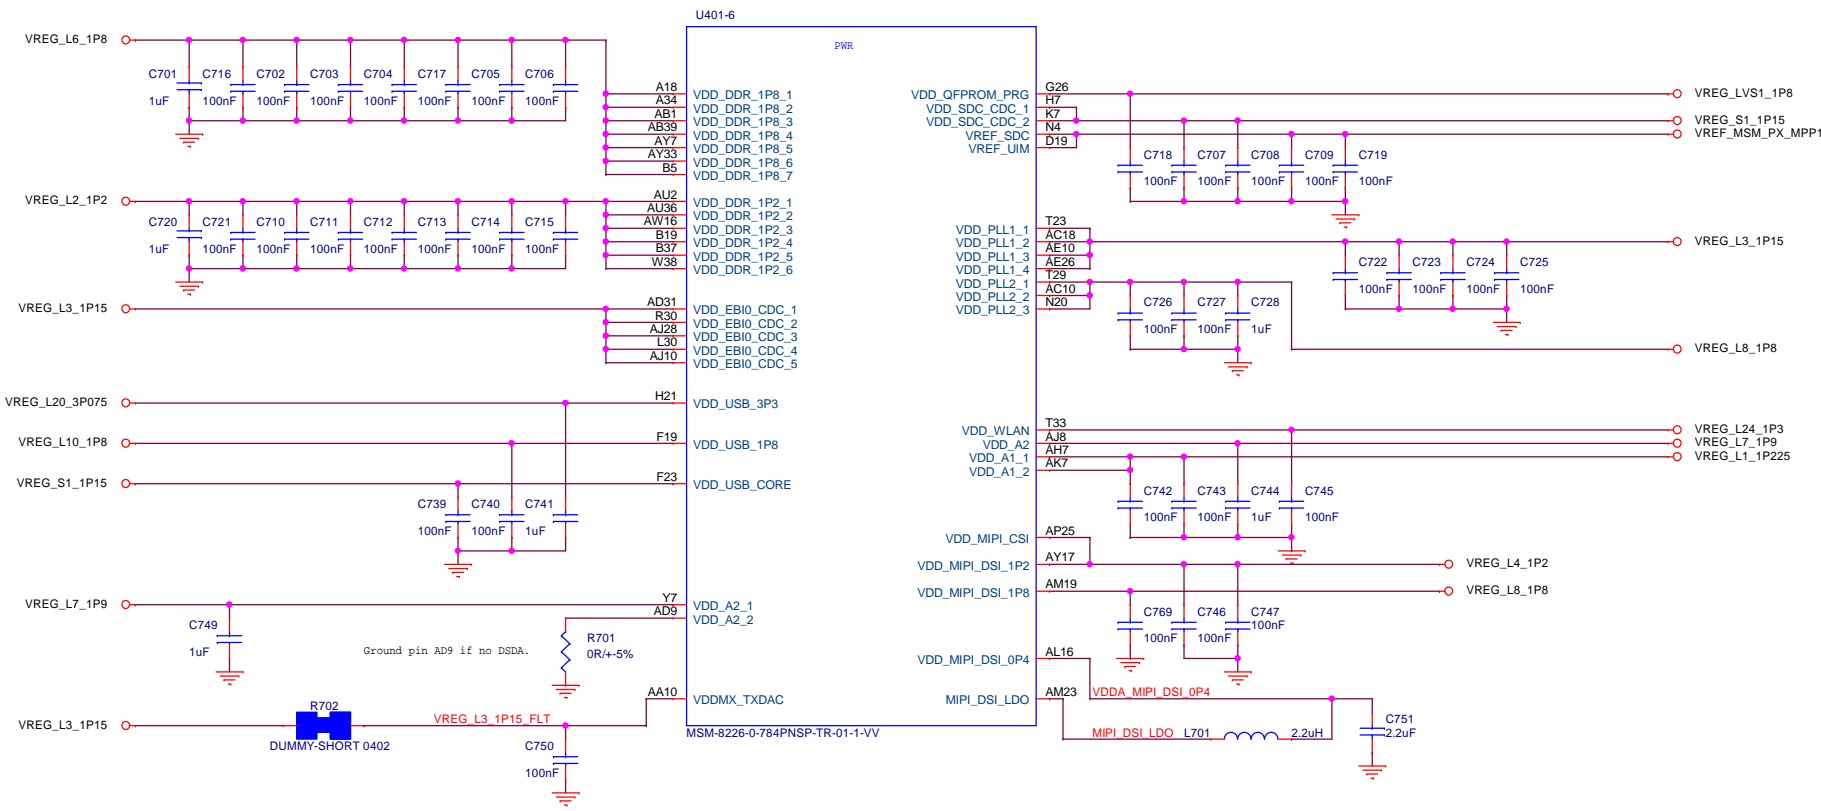 U401-6
PWR
VREG_L6_1P8
C701 C716 C702 C703 C704 C717 C705 C706
1uF 100nF 100nF 100nF 100nF 100nF 100nF 100nF
A18 VDD_DDR_1P8_1
A34 VDD_DDR_1P8_2
AB1 VDD_DDR_1P8_3
AB39 VDD_DDR_1P8_4
AY7 VDD_DDR_1P8_5
AY33 VDD_DDR_1P8_6
B5 VDD_DDR_1P8_7
VREG_L2_1P2
C720 C721 C710 C711 C712 C713 C714 C715
1uF 100nF 100nF 100nF 100nF 100nF 100nF 100nF
AU2 VDD_DDR_1P2_1
AU36 VDD_DDR_1P2_2
AW16 VDD_DDR_1P2_3
B19 VDD_DDR_1P2_4
B37 VDD_DDR_1P2_5
W38 VDD_DDR_1P2_6
VREG_L3_1P15
AD31 VDD_EBI0_CDC_1
R30 VDD_EBI0_CDC_2
AJ28 VDD_EBI0_CDC_3
L30 VDD_EBI0_CDC_4
AJ10 VDD_EBI0_CDC_5
VREG_L20_3P075
H21 VDD_USB_3P3
VREG_L10_1P8
F19 VDD_USB_1P8
VREG_S1_1P15
F23 VDD_USB_CORE
C739 C740 C741
100nF 100nF 1uF
VREG_L7_1P9
Y7 VDD_A2_1
AD9 VDD_A2_2
C749
1uF
Ground pin AD9 if no DSDA.
R701
0R/+-5%
AA10 VDDMX_TXDAC
VREG_L3_1P15
R702
DUMMY-SHORT 0402
VREG_L3_1P15_FLT
C750
100nF
MSM-8226-0-784PNSP-TR-01-1-VV
VDD_QFPROM_PRG G26 VREG_LVS1_1P8
VDD_SDC_CDC_1 H7
VDD_SDC_CDC_2 K7 VREG_S1_1P15
VREF_SDC N4 VREF_MSM_PX_MPP1
VREF_UIM D19
C718 C707 C708 C709 C719
100nF 100nF 100nF 100nF 100nF
VDD_PLL1_1 T23
VDD_PLL1_2 AC18 VREG_L3_1P15
VDD_PLL1_3 AE10
VDD_PLL1_4 AE26
VDD_PLL2_1 T29
VDD_PLL2_2 AC10
VDD_PLL2_3 N20
C722 C723 C724 C725
100nF 100nF 100nF 100nF
C726 C727 C728
100nF 100nF 1uF
VREG_L8_1P8
VDD_WLAN T33 VREG_L24_1P3
VDD_A2 AJ8 VREG_L7_1P9
VDD_A1_1 AH7 VREG_L1_1P225
VDD_A1_2 AK7
C742 C743 C744 C745
100nF 100nF 1uF 100nF
VDD_MIPI_CSI AP25
VDD_MIPI_DSI_1P2 AY17 VREG_L4_1P2
VDD_MIPI_DSI_1P8 AM19 VREG_L8_1P8
C769 C746 C747
100nF 100nF 100nF
VDD_MIPI_DSI_0P4 AL16
MIPI_DSI_LDO AM23
VDDA_MIPI_DSI_0P4
MIPI_DSI_LDO L701 2.2uH
C751
2.2uF